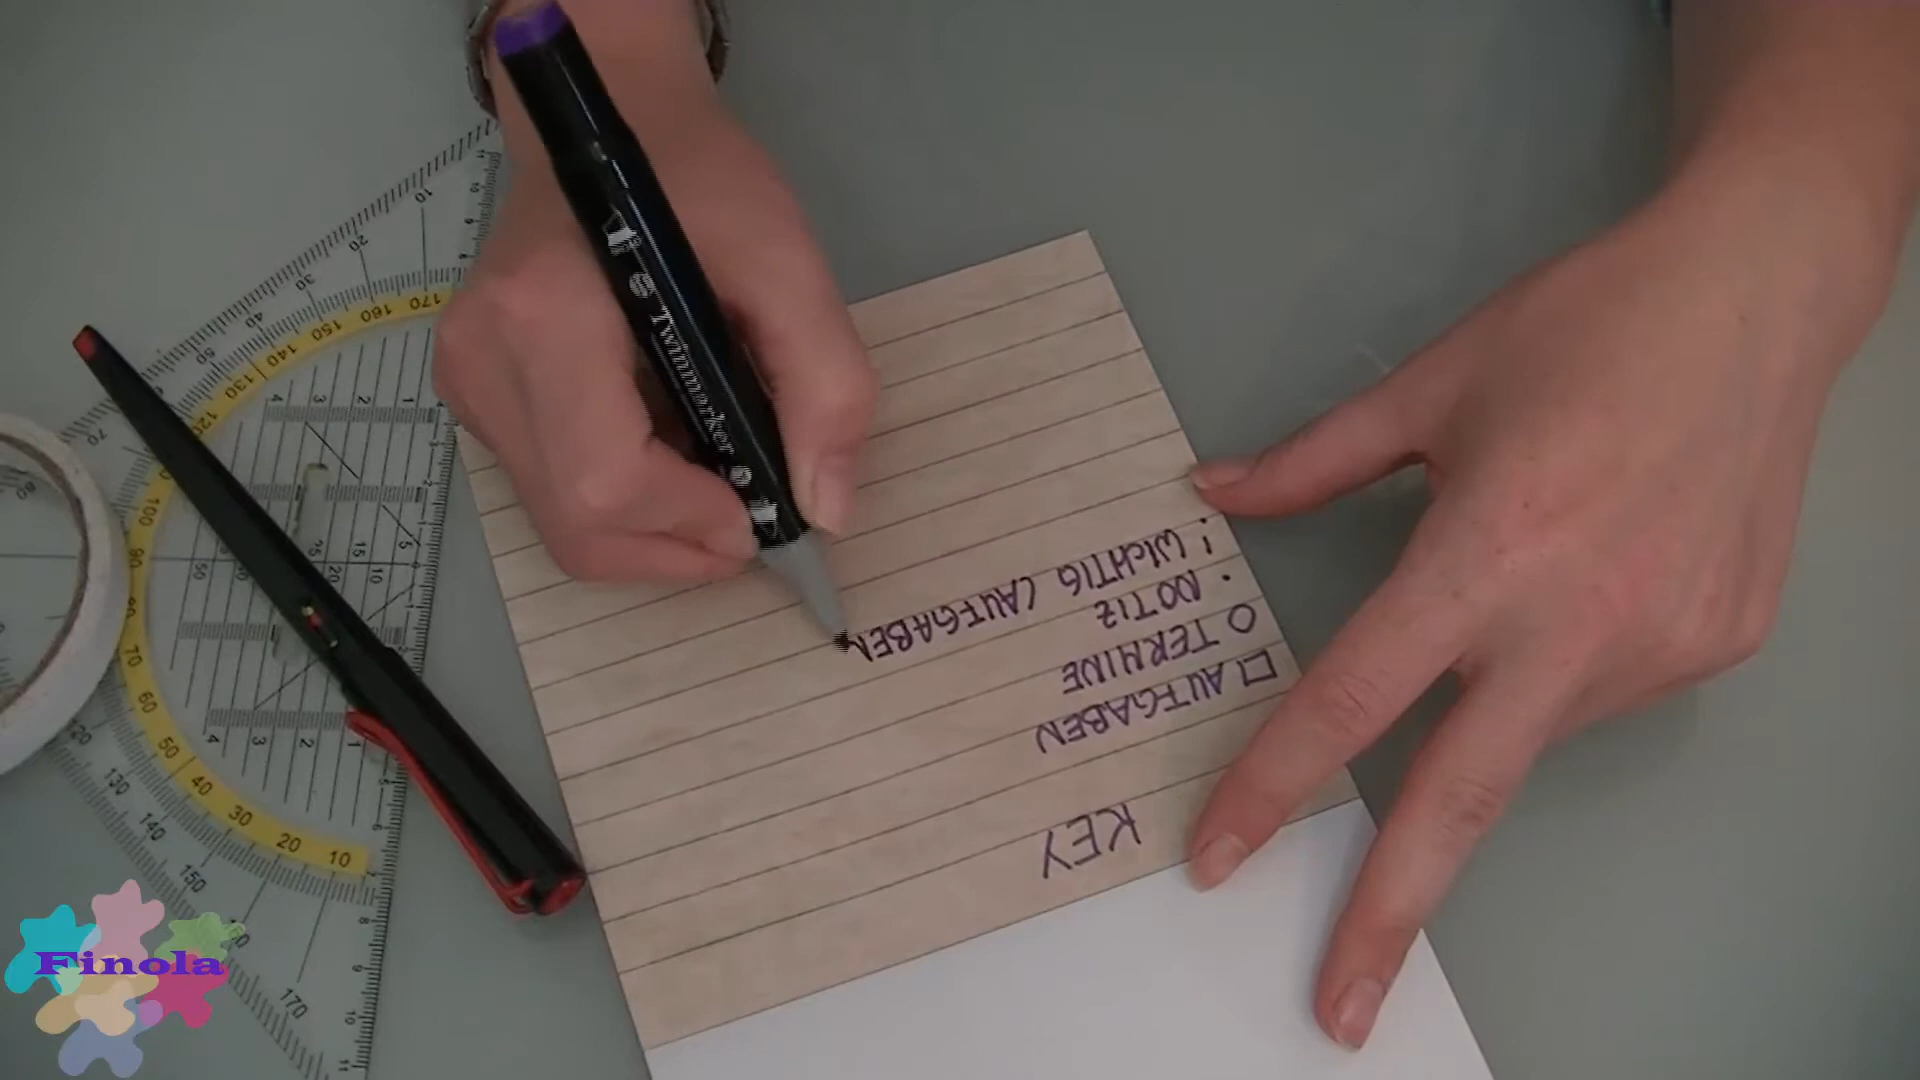 KEY
□ AUFGABEN
O TERMINE
· NOTIZ
! WICHTIG (AUFGABEN
Twinmarker
Finola